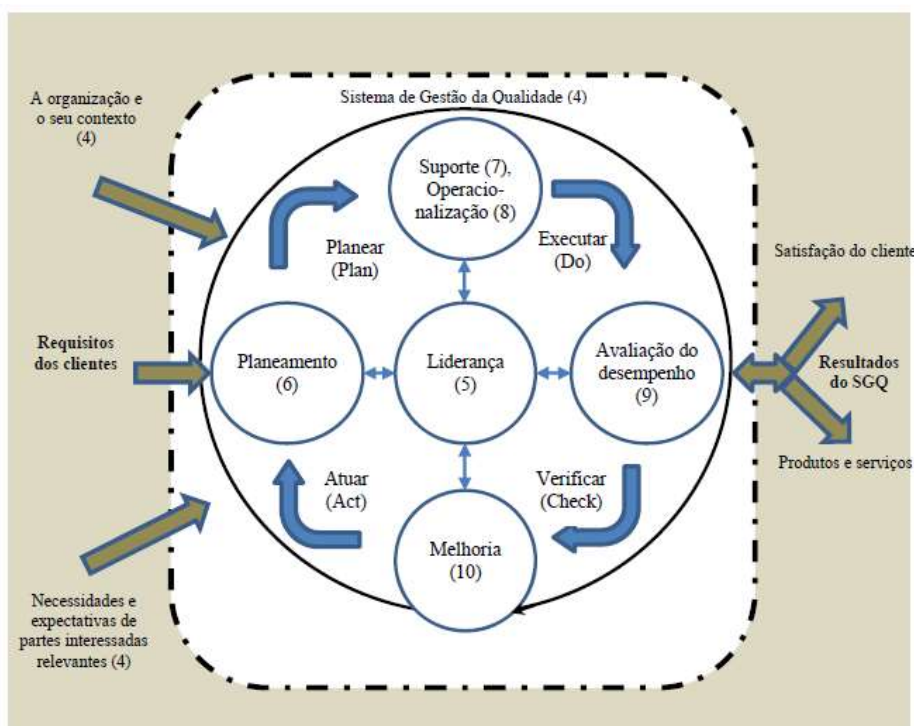 Sistema de Gestão da Qualidade (4)
A organização e
o seu contexto
(4)
Suporte (7),
Operacio-
nalização (8)
Planear
(Plan)
Executar
(Do)
Satisfação do cliente
Requisitos
dos clientes
Planeamento
(6)
Liderança
(5)
Avaliação do
desempenho
(9)
Resultados
do SGQ
Atuar
(Act)
Verificar
(Check)
Produtos e serviços
Melhoria
(10)
Necessidades e
expectativas de
partes interessadas
relevantes (4)